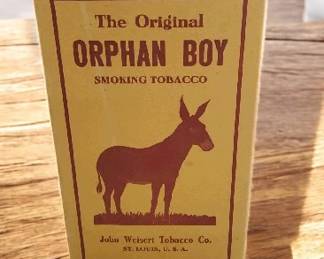 The Original
ORPHAN BOY
SMOKING TOBACCO
John Weisert Tobacco Co.
ST. LOUIS, U. S. A.